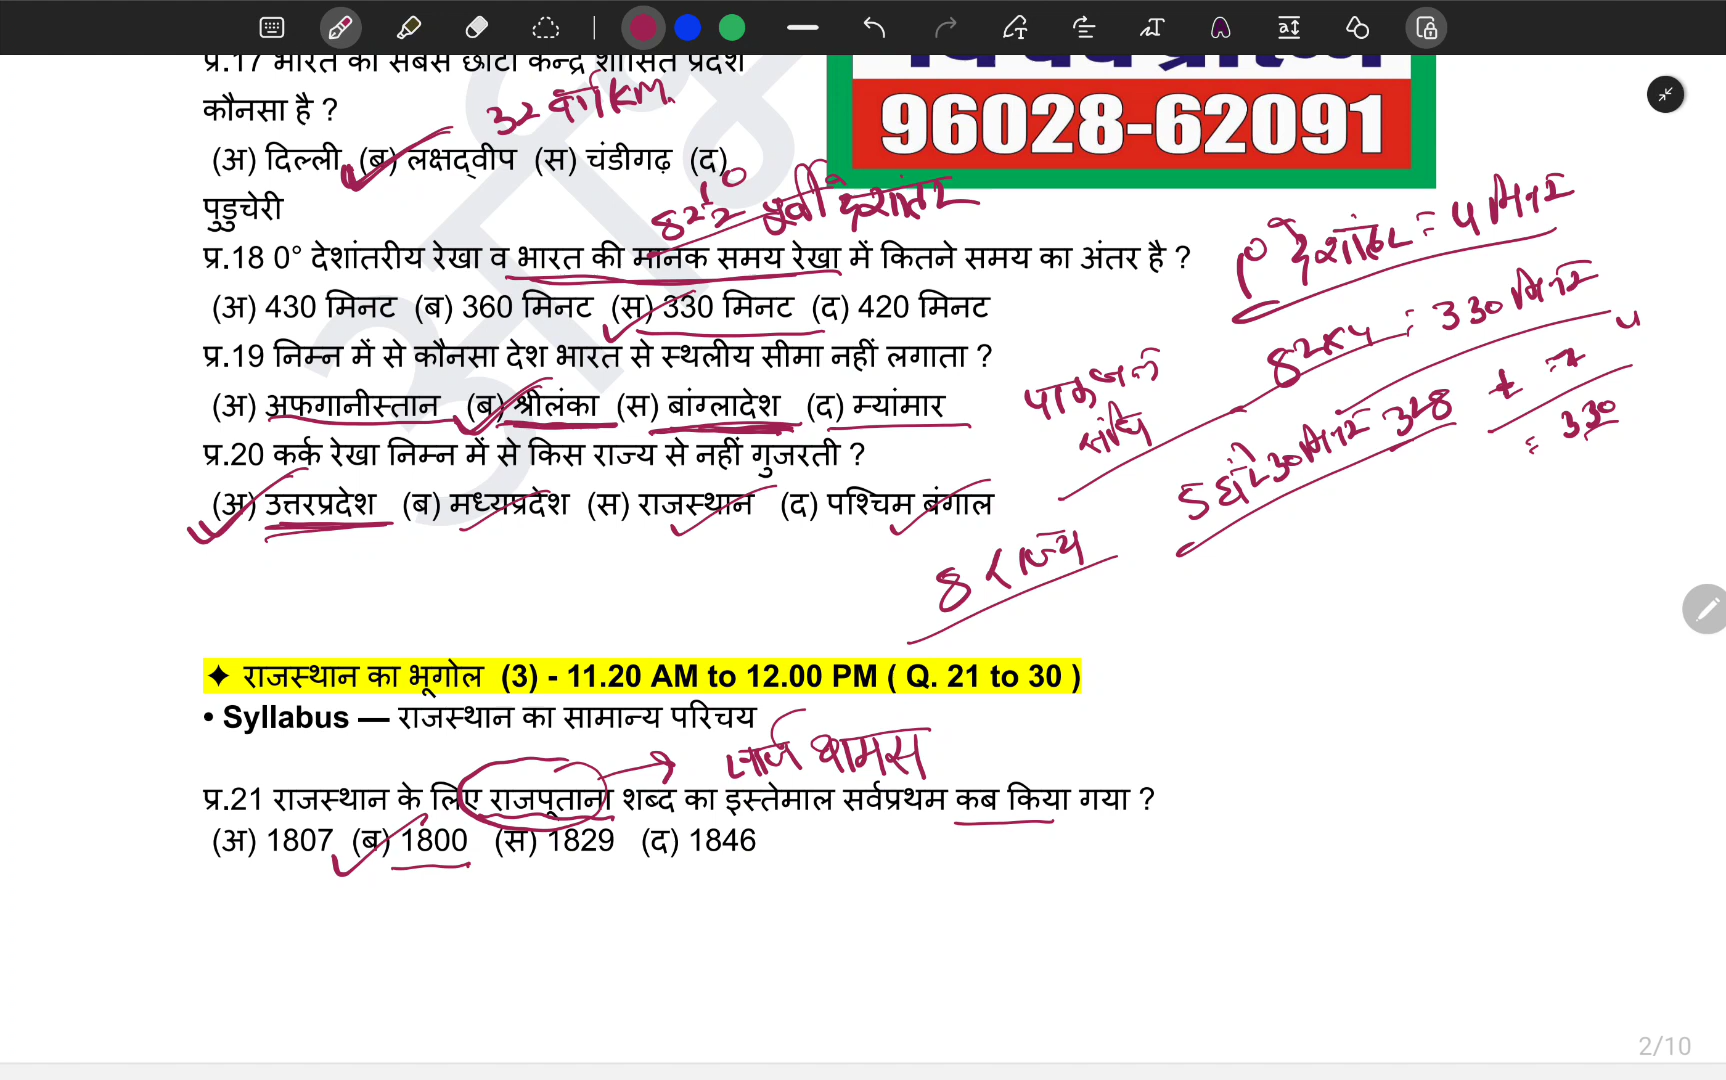 प्र.17 भारत का सबसे छोटा केन्द्र शासित प्रदेश
कौनसा है ?
32 वर्ग KM.
96028-62091
(अ) दिल्ली (ब) लक्षद्वीप (स) चंडीगढ़ (द)
पुडुचेरी
82½° पूर्वी देशांतर
1° देशांतर = 4 मिनट
प्र.18 0° देशांतरीय रेखा व भारत की मानक समय रेखा में कितने समय का अंतर है ?
(अ) 430 मिनट (ब) 360 मिनट (स) 330 मिनट (द) 420 मिनट
82×4 = 330 मिनट
प्र.19 निम्न में से कौनसा देश भारत से स्थलीय सीमा नहीं लगाता ?
(अ) अफगानीस्तान (ब) श्रीलंका (स) बांग्लादेश (द) म्यांमार
328 + =2
= 330
5 घंटे 30 मिनट
प्र.20 कर्क रेखा निम्न में से किस राज्य से नहीं गुजरती ?
(अ) उत्तरप्रदेश (ब) मध्यप्रदेश (स) राजस्थान (द) पश्चिम बंगाल
8 राज्य
✦ राजस्थान का भूगोल (3) - 11.20 AM to 12.00 PM ( Q. 21 to 30 )
• Syllabus — राजस्थान का सामान्य परिचय
जार्ज थामस
प्र.21 राजस्थान के लिए राजपूताना शब्द का इस्तेमाल सर्वप्रथम कब किया गया ?
(अ) 1807 (ब) 1800 (स) 1829 (द) 1846
2/10